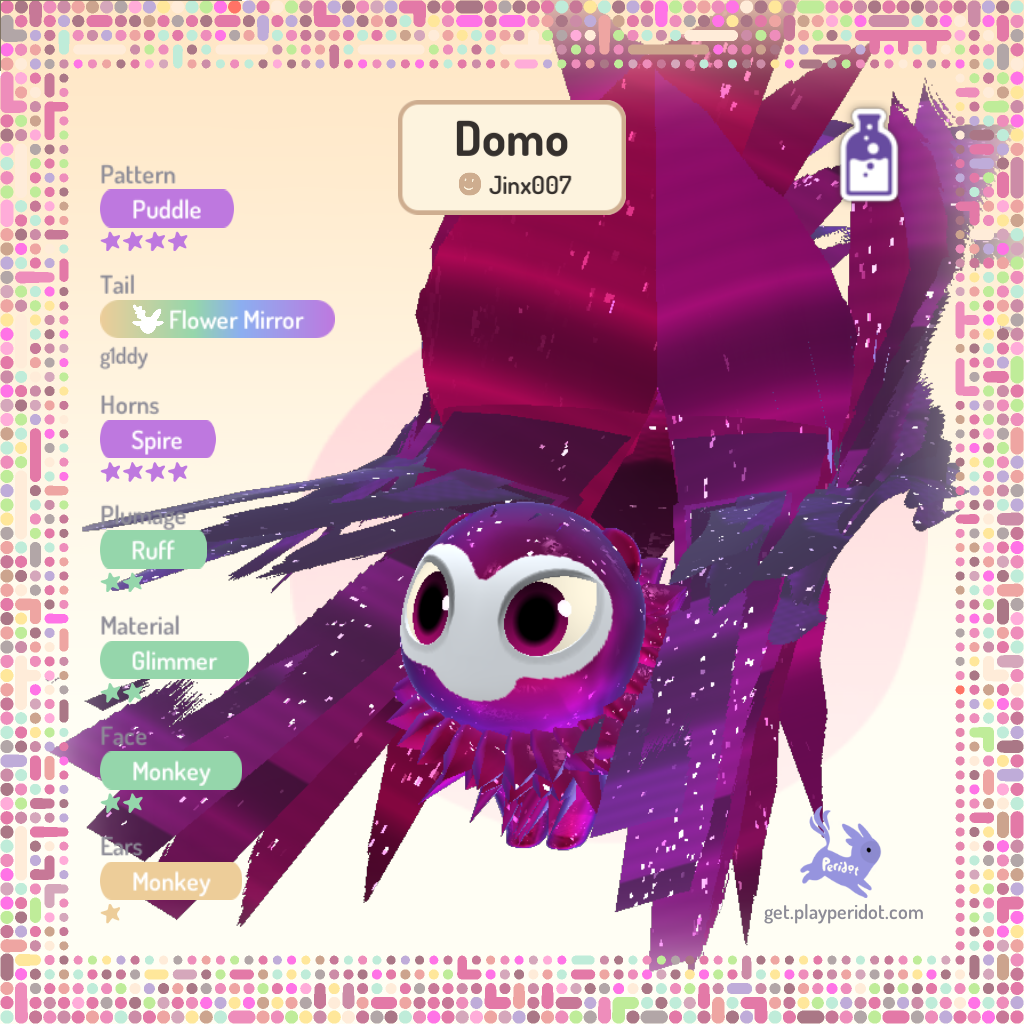 Domo
Jinx007
Pattern
Puddle
Tail
Flower Mirror
g1ddy
Horns
Spire
Plumage
Ruff
Material
Glimmer
Face
Monkey
Ears
Monkey
Peridot
get.playperidot.com